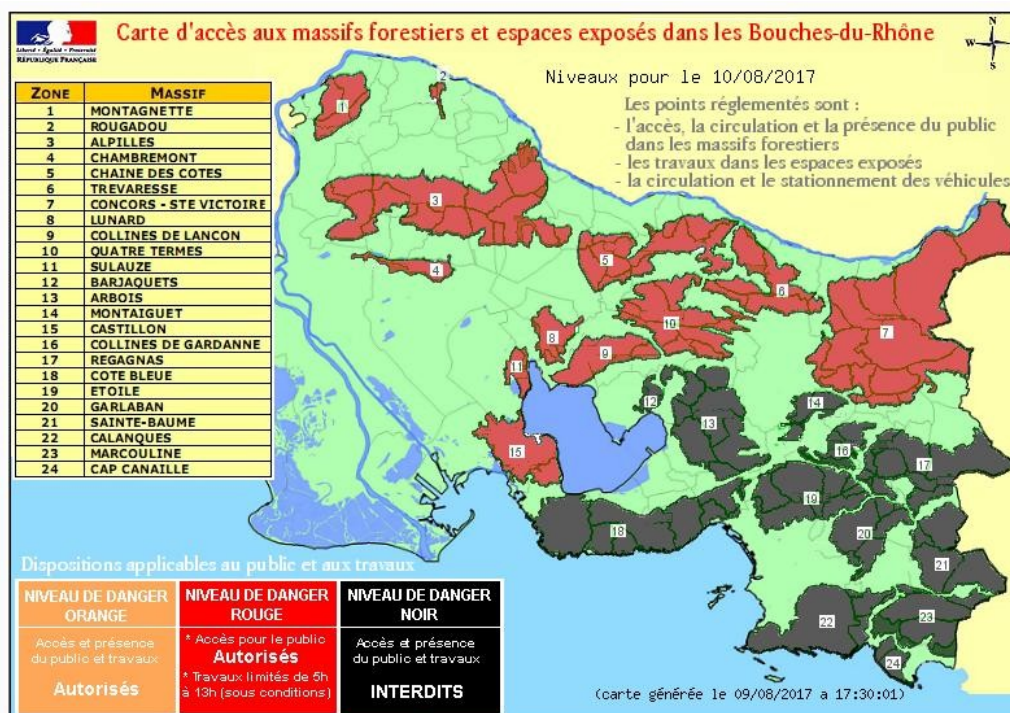 Carte d'accès aux massifs forestiers et espaces exposés dans les Bouches-du-Rhône
Liberté • Égalité • Fraternité
RÉPUBLIQUE FRANÇAISE
N
W
E
S
Niveaux pour le 10/08/2017
Les points réglementés sont :
- l'accès, la circulation et la présence du public
dans les massifs forestiers
- les travaux dans les espaces exposés
- la circulation et le stationnement des véhicules
ZONE MASSIF
1 MONTAGNETTE
2 ROUGADOU
3 ALPILLES
4 CHAMBREMONT
5 CHAINE DES COTES
6 TREVARESSE
7 CONCORS - STE VICTOIRE
8 LUNARD
9 COLLINES DE LANCON
10 QUATRE TERMES
11 SULAUZE
12 BARJAQUETS
13 ARBOIS
14 MONTAIGUET
15 CASTILLON
16 COLLINES DE GARDANNE
17 REGAGNAS
18 COTE BLEUE
19 ETOILE
20 GARLABAN
21 SAINTE-BAUME
22 CALANQUES
23 MARCOULINE
24 CAP CANAILLE
2
1
3
5
4
6
10
7
8
9
11
12
14
13
15
16
17
19
18
20
21
23
22
24
Dispositions applicables au public et aux travaux
NIVEAU DE DANGER
ORANGE
Accès et présence
du public et travaux
Autorisés
NIVEAU DE DANGER
ROUGE
* Accès pour le public
Autorisés
* Travaux limités de 5h
à 13h (sous conditions)
NIVEAU DE DANGER
NOIR
Accès et présence
du public et travaux
INTERDITS
(carte générée le 09/08/2017 a 17:30:01)